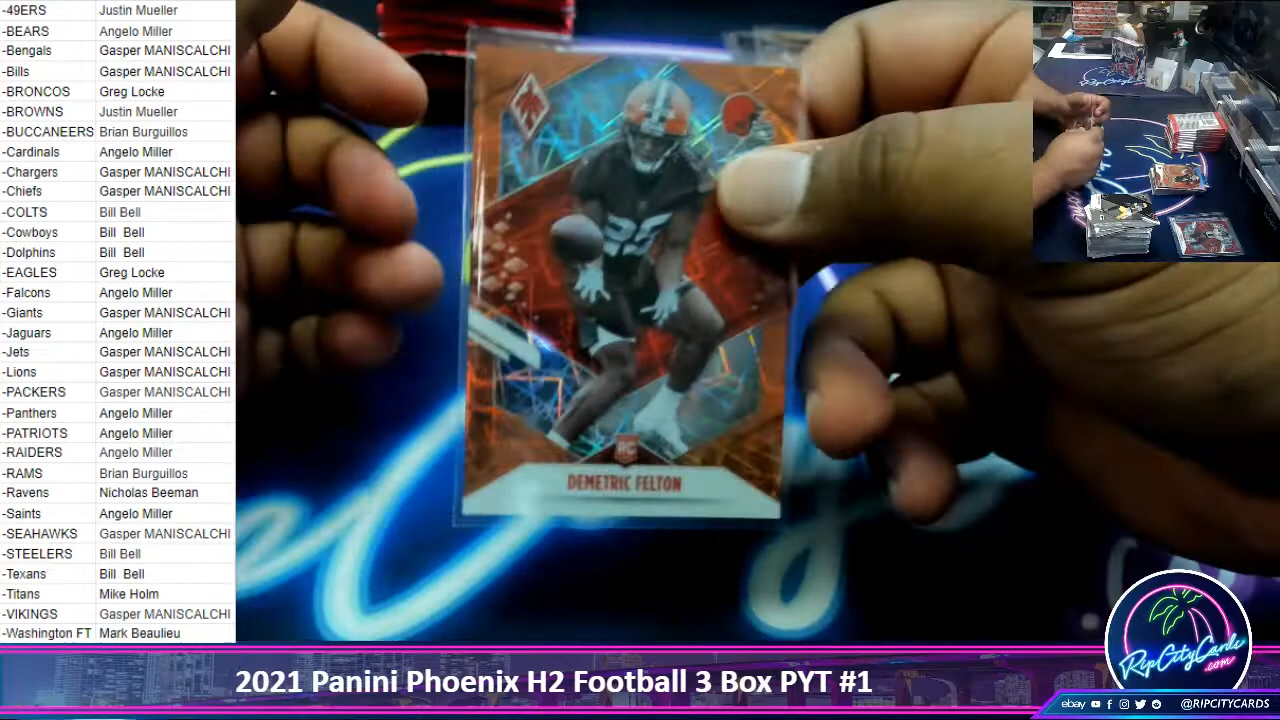 -49ERS Justin Mueller
-BEARS Angelo Miller
-Bengals Gasper MANISCALCHI
-Bills Gasper MANISCALCHI
-BRONCOS Greg Locke
-BROWNS Justin Mueller
-BUCCANEERS Brian Burguillos
-Cardinals Angelo Miller
-Chargers Gasper MANISCALCHI
-Chiefs Gasper MANISCALCHI
-COLTS Bill Bell
-Cowboys Bill Bell
-Dolphins Bill Bell
-EAGLES Greg Locke
-Falcons Angelo Miller
-Giants Gasper MANISCALCHI
-Jaguars Angelo Miller
-Jets Gasper MANISCALCHI
-Lions Gasper MANISCALCHI
-PACKERS Gasper MANISCALCHI
-Panthers Angelo Miller
-PATRIOTS Angelo Miller
-RAIDERS Angelo Miller
-RAMS Brian Burguillos
-Ravens Nicholas Beeman
-Saints Angelo Miller
-SEAHAWKS Gasper MANISCALCHI
-STEELERS Bill Bell
-Texans Bill Bell
-Titans Mike Holm
-VIKINGS Gasper MANISCALCHI
-Washington FT Mark Beaulieu
25
RC
DEMETRIC FELTON
2021 Panini Phoenix H2 Football 3 Box PYT #1
RipCityCards
.com
ebay @RIPCITYCARDS